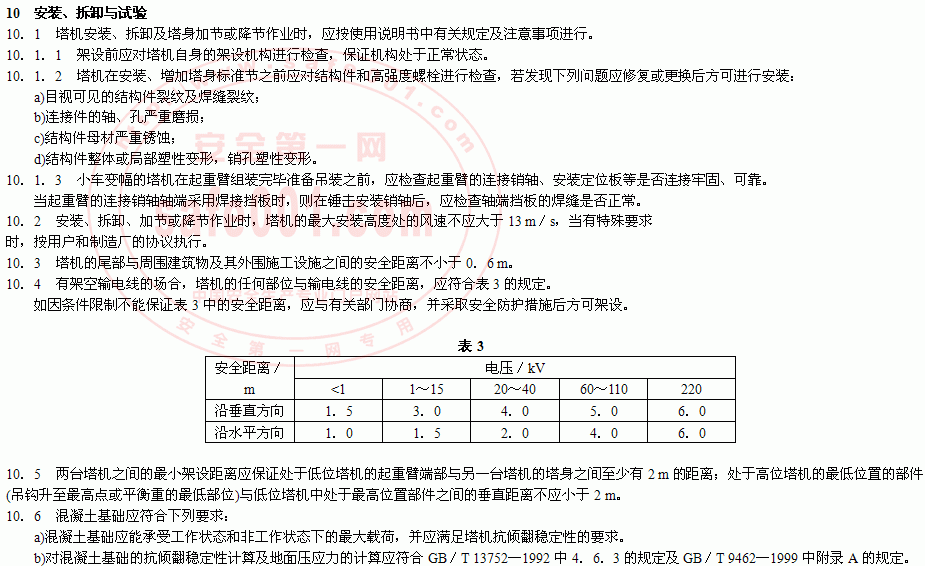 10　安装、拆卸与试验
10．1　塔机安装、拆卸及塔身加节或降节作业时，应按使用说明书中有关规定及注意事项进行。
10．1．1　架设前应对塔机自身的架设机构进行检查，保证机构处于正常状态。
10．1．2　塔机在安装、增加塔身标准节之前应对结构件和高强度螺栓进行检查，若发现下列问题应修复或更换后方可进行安装：
a)目视可见的结构件裂纹及焊缝裂纹；
b)连接件的轴、孔严重磨损；
c)结构件母材严重锈蚀；
d)结构件整体或局部塑性变形，销孔塑性变形。
10．1．3　小车变幅的塔机在起重臂组装完毕准备吊装之前，应检查起重臂的连接销轴、安装定位板等是否连接牢固、可靠。
当起重臂的连接销轴轴端采用焊接挡板时，则在锤击安装销轴后，应检查轴端挡板的焊缝是否正常。
10．2　安装、拆卸、加节或降节作业时，塔机的最大安装高度处的风速不应大于 13 m／s，当有特殊要求
时，按用户和制造厂的协议执行。
10．3　塔机的尾部与周围建筑物及其外围施工设施之间的安全距离不小于 0．6 m。
10．4　有架空输电线的场合，塔机的任何部位与输电线的安全距离，应符合表 3 的规定。
如因条件限制不能保证表 3 中的安全距离，应与有关部门协商，并采取安全防护措施后方可架设。
表 3
安全距离／ 电压／kV
m <1 1～15 20～40 60～110 220
沿垂直方向 1．5 3．0 4．0 5．0 6．0
沿水平方向 1．0 1．5 2．0 4．0 6．0
10．5　两台塔机之间的最小架设距离应保证处于低位塔机的起重臂端部与另一台塔机的塔身之间至少有 2 m 的距离；处于高位塔机的最低位置的部件
(吊钩升至最高点或平衡重的最低部位)与低位塔机中处于最高位置部件之间的垂直距离不应小于 2 m。
10．6　混凝土基础应符合下列要求：
a)混凝土基础应能承受工作状态和非工作状态下的最大载荷，并应满足塔机抗倾翻稳定性的要求。
b)对混凝土基础的抗倾翻稳定性计算及地面压应力的计算应符合 GB／T 13752—1992 中 4．6．3 的规定及 GB／T 9462—1999 中附录 A 的规定。
安全第一网
safe001.com
安全第一网专用